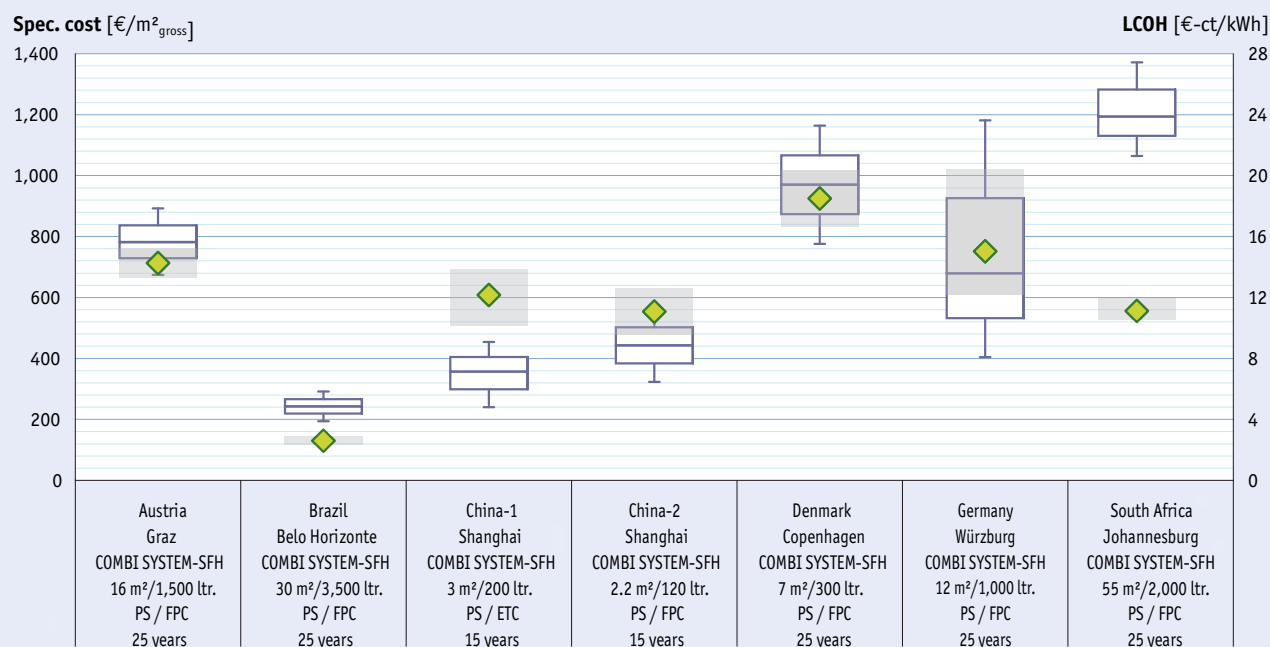 Spec. cost [€/m²gross]
LCOH [€-ct/kWh]
1,400
28
1,200
24
1,000
20
800
16
600
12
400
8
200
4
0
0
Austria
Graz
COMBI SYSTEM-SFH
16 m²/1,500 ltr.
PS / FPC
25 years
Brazil
Belo Horizonte
COMBI SYSTEM-SFH
30 m²/3,500 ltr.
PS / FPC
25 years
China-1
Shanghai
COMBI SYSTEM-SFH
3 m²/200 ltr.
PS / ETC
15 years
China-2
Shanghai
COMBI SYSTEM-SFH
2.2 m²/120 ltr.
PS / FPC
15 years
Denmark
Copenhagen
COMBI SYSTEM-SFH
7 m²/300 ltr.
PS / FPC
25 years
Germany
Würzburg
COMBI SYSTEM-SFH
12 m²/1,000 ltr.
PS / FPC
25 years
South Africa
Johannesburg
COMBI SYSTEM-SFH
55 m²/2,000 ltr.
PS / FPC
25 years